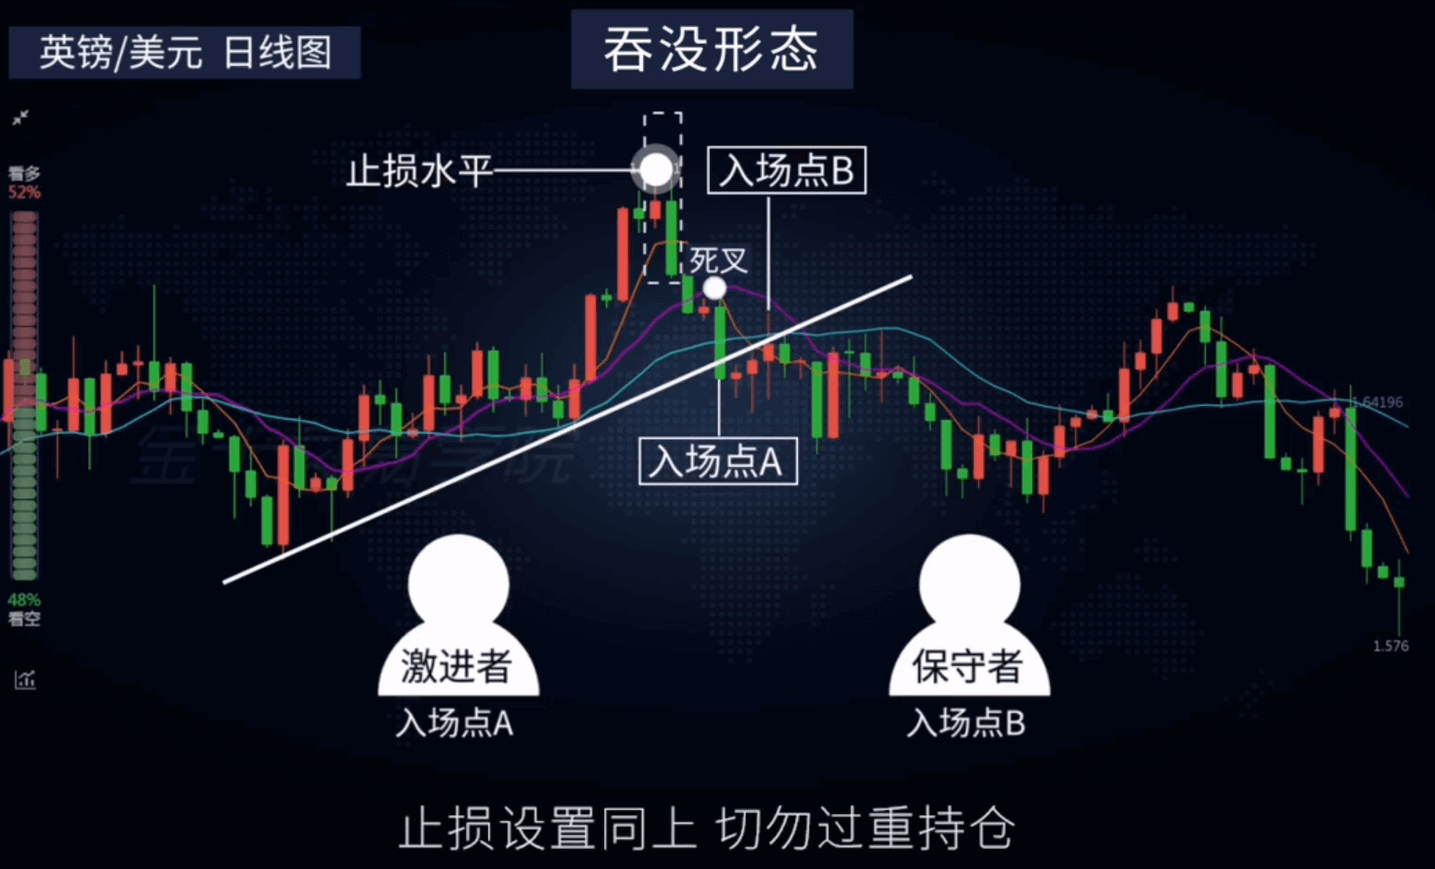 英镑/美元 日线图
吞没形态
看多
52%
止损水平
入场点B
死叉
1.64196
入场点A
48%
看空
1.576
激进者
保守者
入场点A
入场点B
止损设置同上 切勿过重持仓